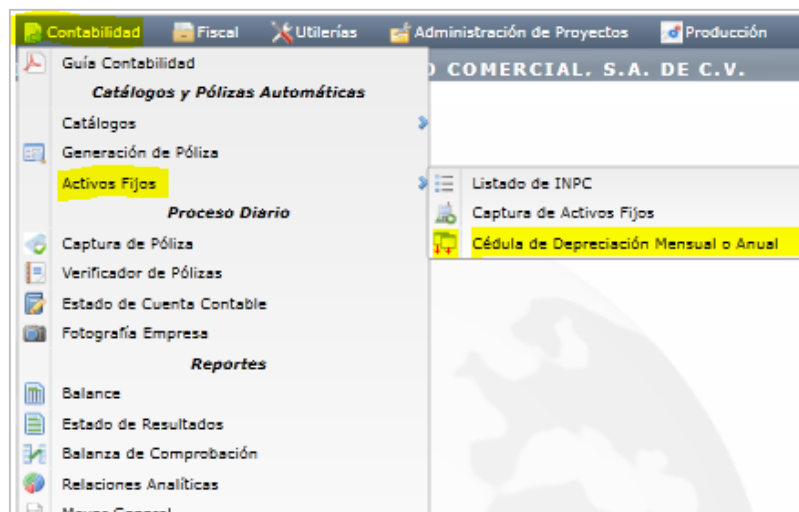 Contabilidad Fiscal Utilerías Administración de Proyectos Producción
O COMERCIAL, S.A. DE C.V.
Guía Contabilidad
Catálogos y Pólizas Automáticas
Catálogos
Generación de Póliza
Activos Fijos
Listado de INPC
Captura de Activos Fijos
Cédula de Depreciación Mensual o Anual
Proceso Diario
Captura de Póliza
Verificador de Pólizas
Estado de Cuenta Contable
Fotografía Empresa
Reportes
Balance
Estado de Resultados
Balanza de Comprobación
Relaciones Analíticas
Mayor General